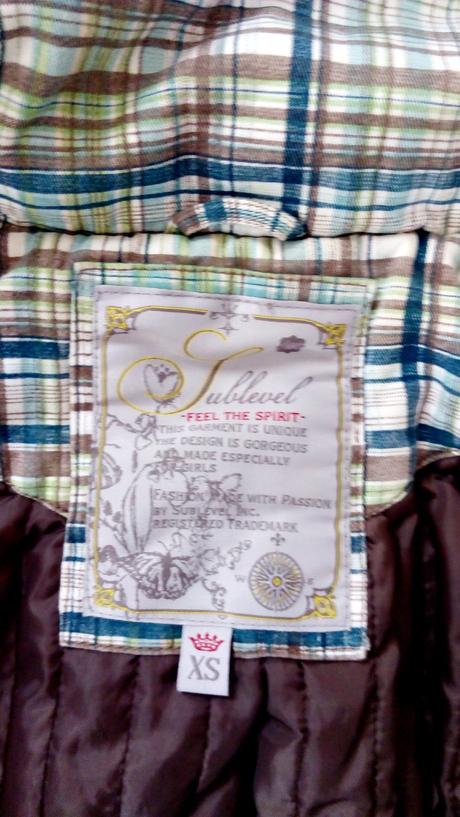 Sublevel
-FEEL THE SPIRIT-
THIS GARMENT IS UNIQUE
THE DESIGN IS GORGEOUS
AND MADE ESPECIALLY
GIRLS
FASHION MADE WITH PASSION
BY SUBLEVEL INC.
REGISTERED TRADEMARK
W E
XS